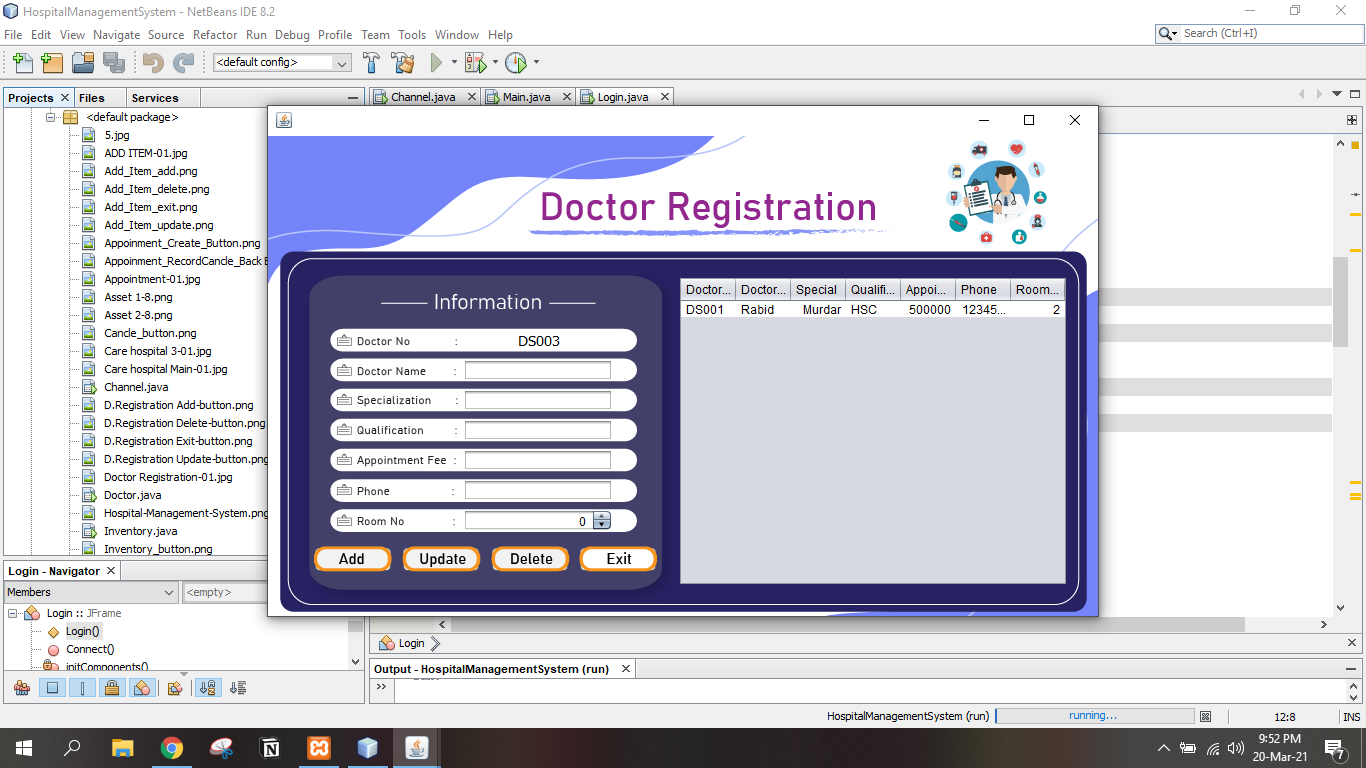 HospitalManagementSystem - NetBeans IDE 8.2
File Edit View Navigate Source Refactor Run Debug Profile Team Tools Window Help
Search (Ctrl+I)
<default config>
Projects Files Services
Channel.java Main.java Login.java
<default package>
5.jpg
ADD ITEM-01.jpg
Add_Item_add.png
Add_Item_delete.png
Add_Item_exit.png
Add_Item_update.png
Appoinment_Create_Button.png
Appoinment_RecordCancle_Back
Appointment-01.jpg
Asset 1-8.png
Asset 2-8.png
Cancle_button.png
Care hospital 3-01.jpg
Care hospital Main-01.jpg
Channel.java
D.Registration Add-button.png
D.Registration Delete-button.png
D.Registration Exit-button.png
D.Registration Update-button.png
Doctor Registration-01.jpg
Doctor.java
Hospital-Management-System.png
Inventory.java
Inventory_button.png
Doctor Registration
Information
Doctor No : DS003
Doctor Name :
Specialization :
Qualification :
Appointment Fee :
Phone :
Room No : 0
Add Update Delete Exit
Doctor... Doctor... Special Qualifi... Appoi... Phone Room...
DS001 Rabid Murdar HSC 500000 12345... 2
Login - Navigator
Members <empty>
Login :: JFrame
Login()
Connect()
initComponents()
Login
Output - HospitalManagementSystem (run)
>>
HospitalManagementSystem (run) running... 12:8 INS
9:52 PM
20-Mar-21
7